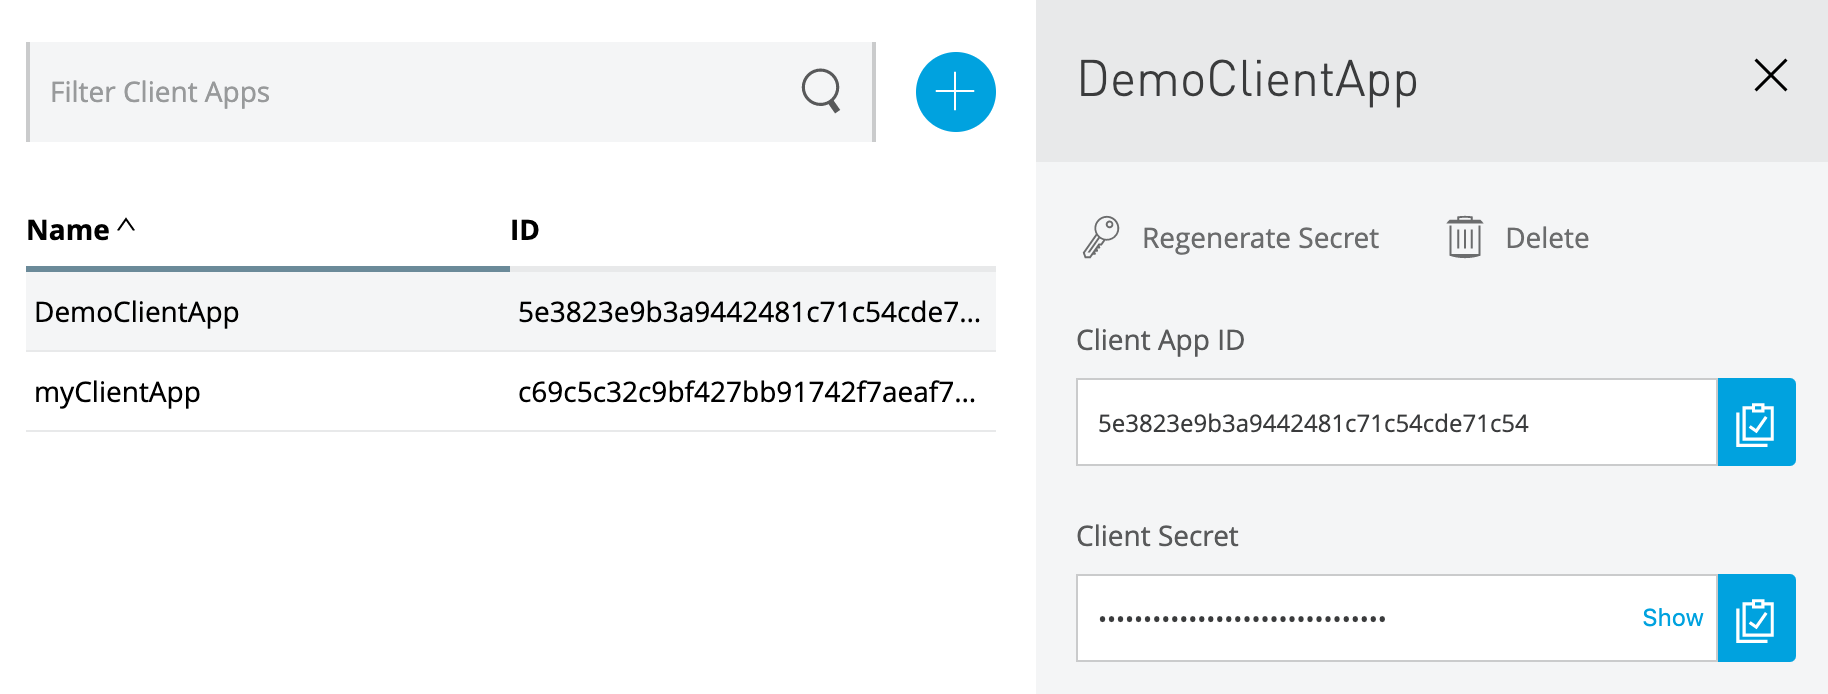 Filter Client Apps
Name ID
DemoClientApp 5e3823e9b3a9442481c71c54cde7...
myClientApp c69c5c32c9bf427bb91742f7aeaf7...
DemoClientApp
Regenerate Secret Delete
Client App ID
5e3823e9b3a9442481c71c54cde71c54
Client Secret
•••••••••••••••••••••••••••••••• Show